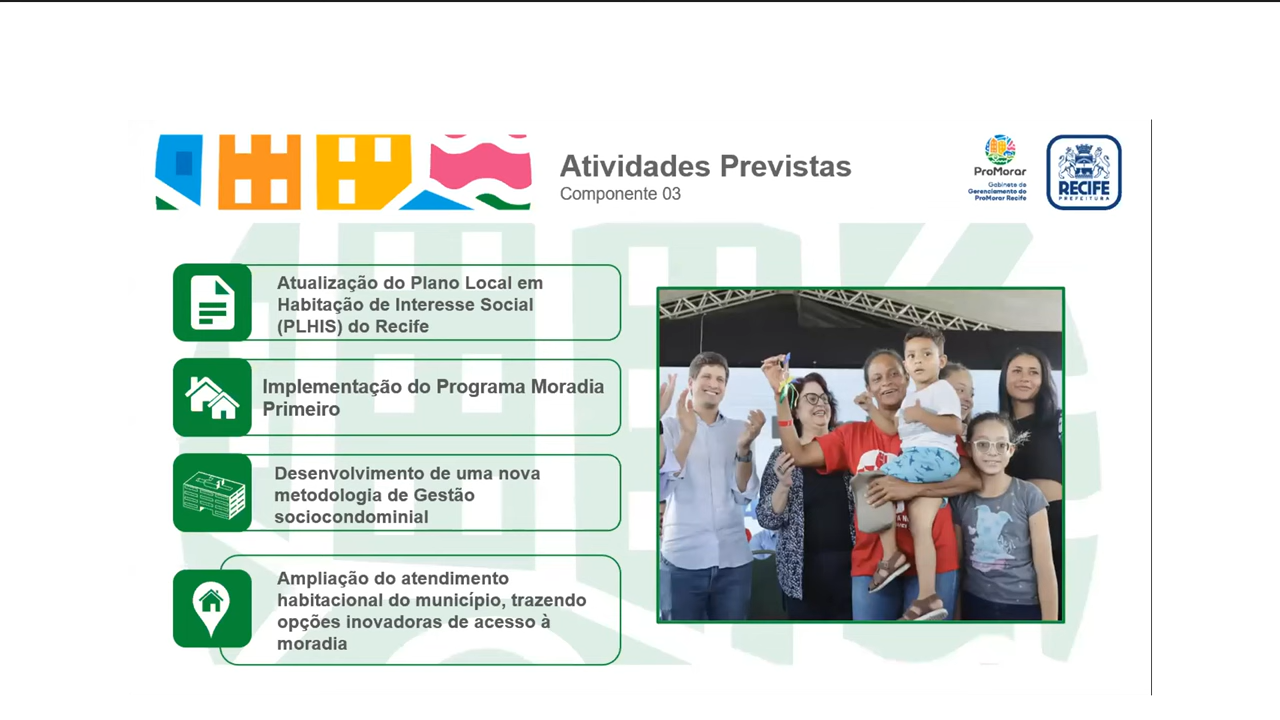 Atividades Previstas
Componente 03
ProMorar
Gabinete de
Gerenciamento do
ProMorar Recife
RECIFE
PREFEITURA
Atualização do Plano Local em
Habitação de Interesse Social
(PLHIS) do Recife
Implementação do Programa Moradia
Primeiro
Desenvolvimento de uma nova
metodologia de Gestão
sociocondominial
Ampliação do atendimento
habitacional do município, trazendo
opções inovadoras de acesso à
moradia